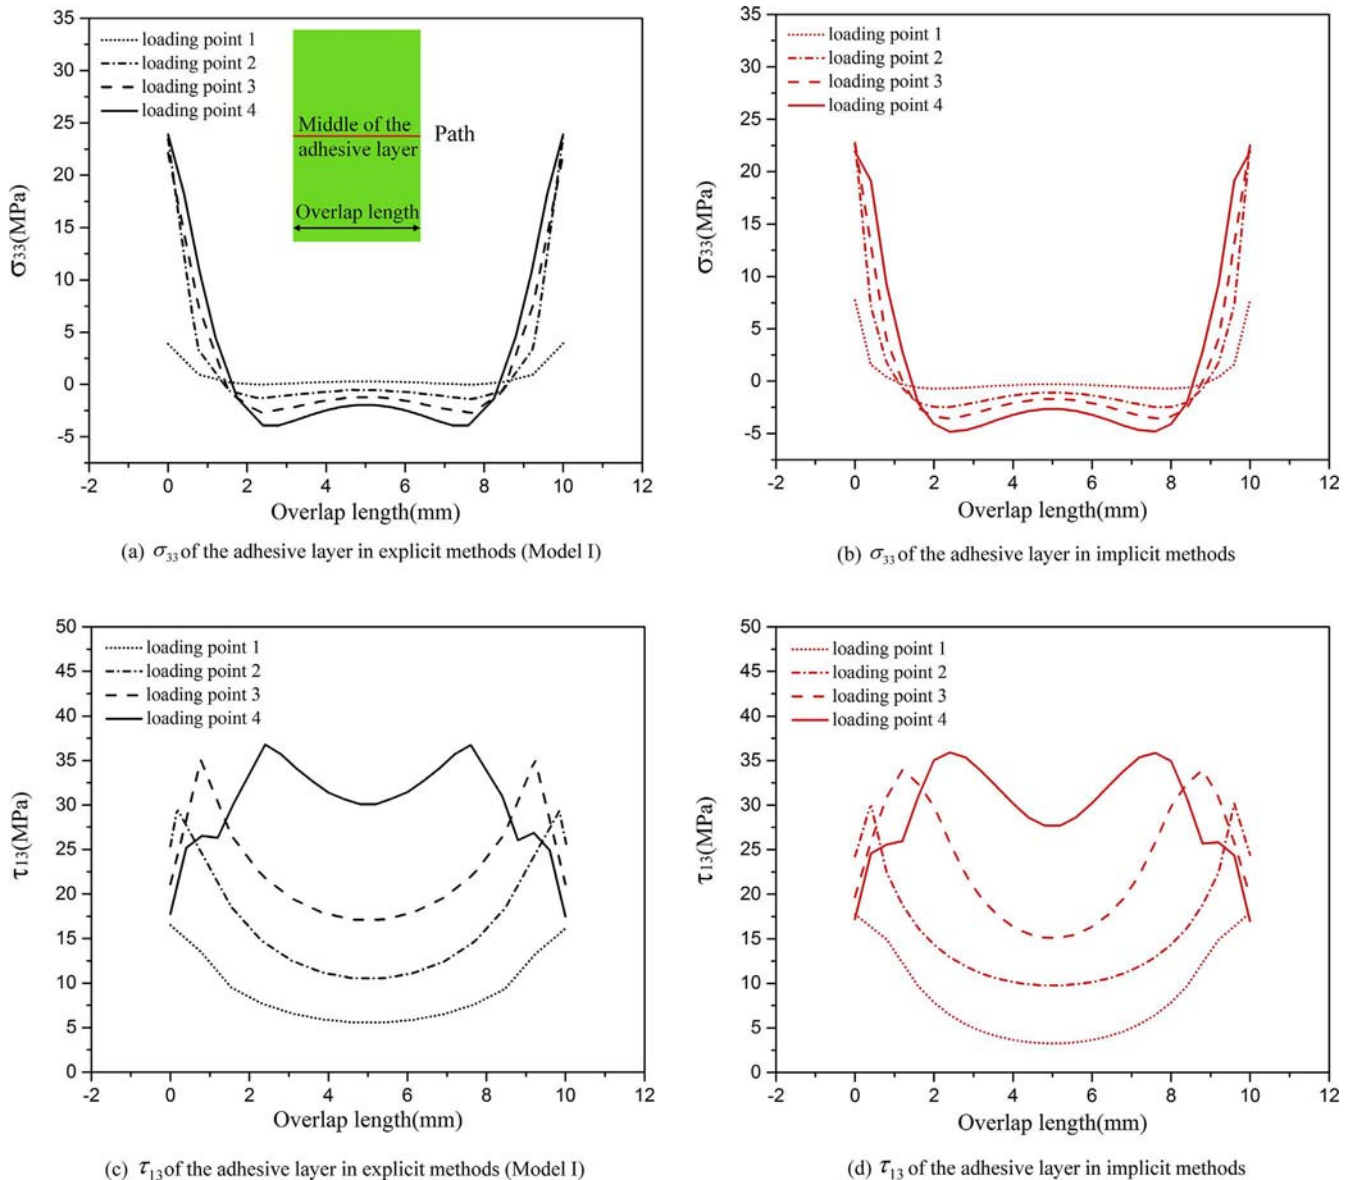 35
30
25
20
15
10
5
0
-5
σ33(MPa)
loading point 1
loading point 2
loading point 3
loading point 4
Middle of the
adhesive layer
Path
Overlap length
-2 0 2 4 6 8 10 12
Overlap length(mm)
(a) σ33 of the adhesive layer in explicit methods (Model I)
35
30
25
20
15
10
5
0
-5
σ33(MPa)
loading point 1
loading point 2
loading point 3
loading point 4
-2 0 2 4 6 8 10 12
Overlap length(mm)
(b) σ33 of the adhesive layer in implicit methods
50
45
40
35
30
25
20
15
10
5
0
τ13(MPa)
loading point 1
loading point 2
loading point 3
loading point 4
-2 0 2 4 6 8 10 12
Overlap length(mm)
(c) τ13 of the adhesive layer in explicit methods (Model I)
50
45
40
35
30
25
20
15
10
5
0
τ13(MPa)
loading point 1
loading point 2
loading point 3
loading point 4
-2 0 2 4 6 8 10 12
Overlap length(mm)
(d) τ13 of the adhesive layer in implicit methods